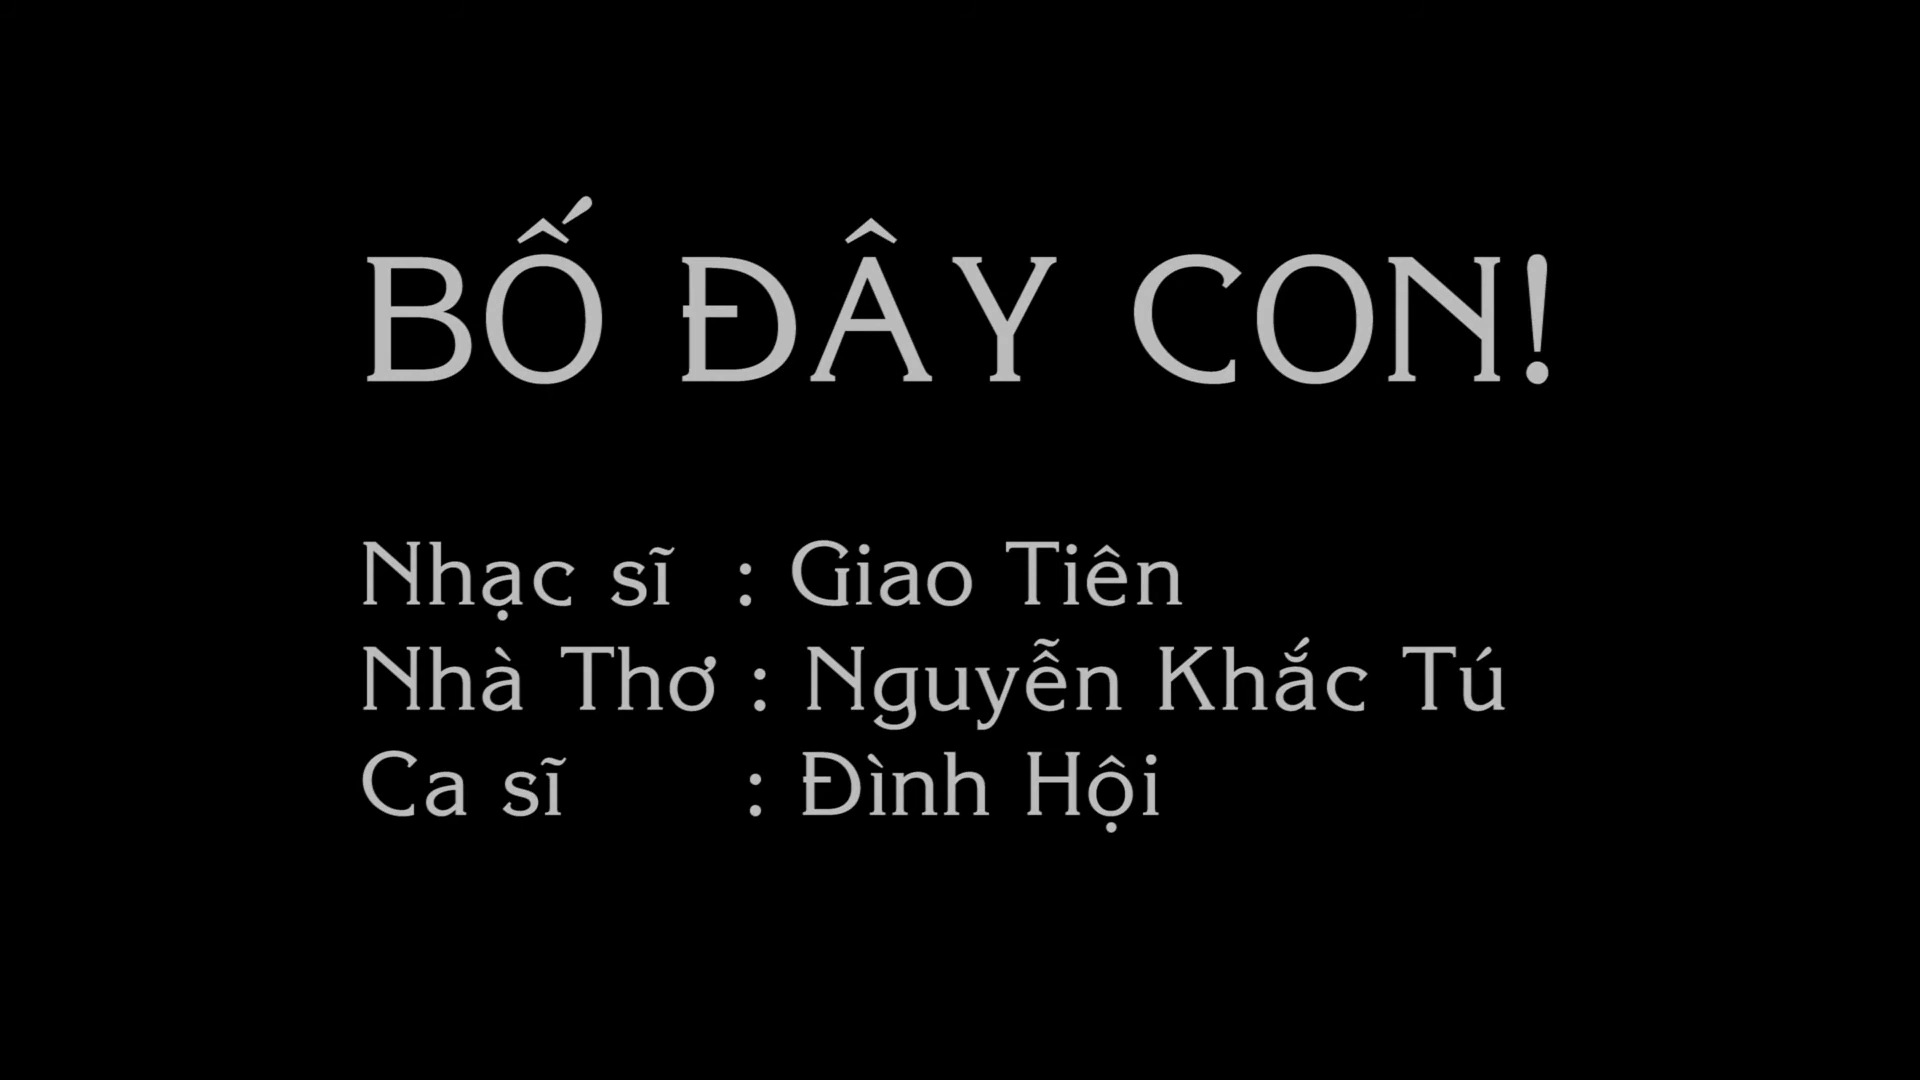 BỐ ĐÂY CON!
Nhạc sĩ : Giao Tiên
Nhà Thơ : Nguyễn Khắc Tú
Ca sĩ : Đình Hội